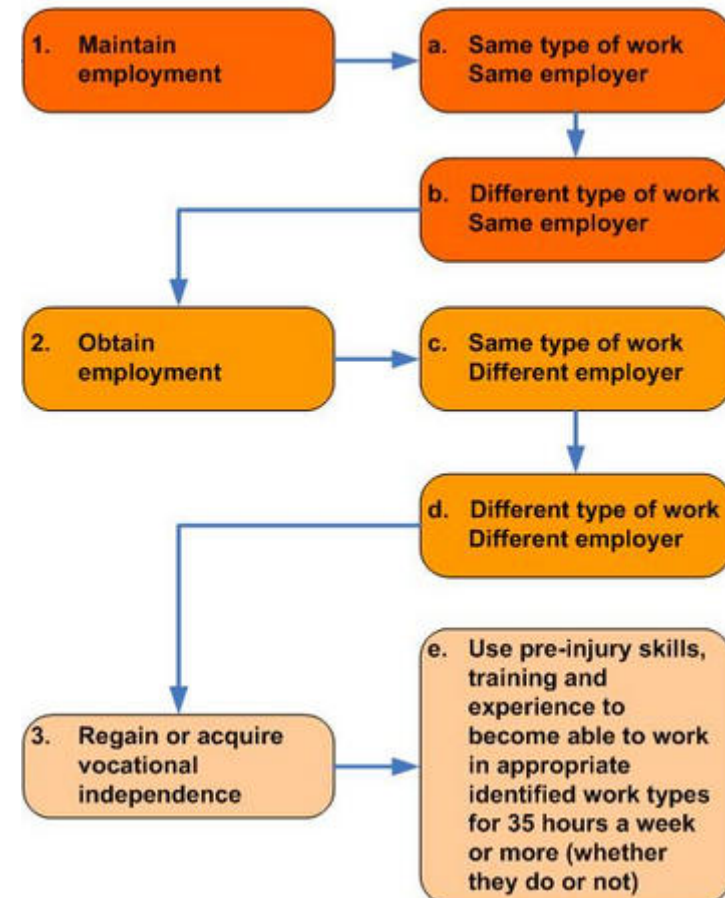 1. Maintain
employment
a. Same type of work
Same employer
b. Different type of work
Same employer
2. Obtain
employment
c. Same type of work
Different employer
d. Different type of work
Different employer
3. Regain or acquire
vocational
independence
e. Use pre-injury skills,
training and
experience to
become able to work
in appropriate
identified work types
for 35 hours a week
or more (whether
they do or not)